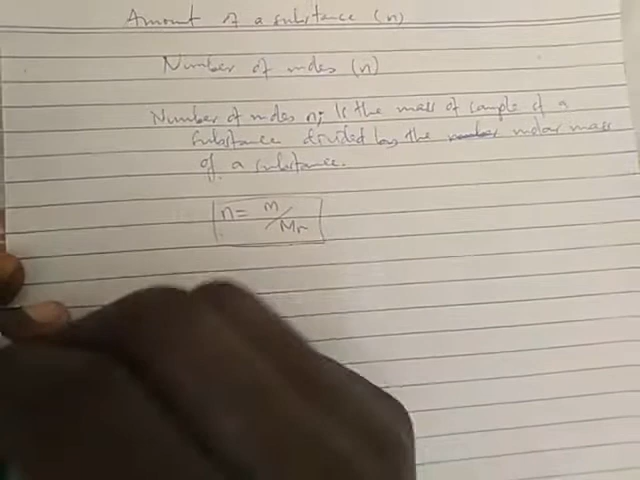 Amount of a substance (n)
Number of moles (n)
Number of moles n; Is the mass of sample of a
substance divided by the number molar mass
of a substance.
n = m/Mr